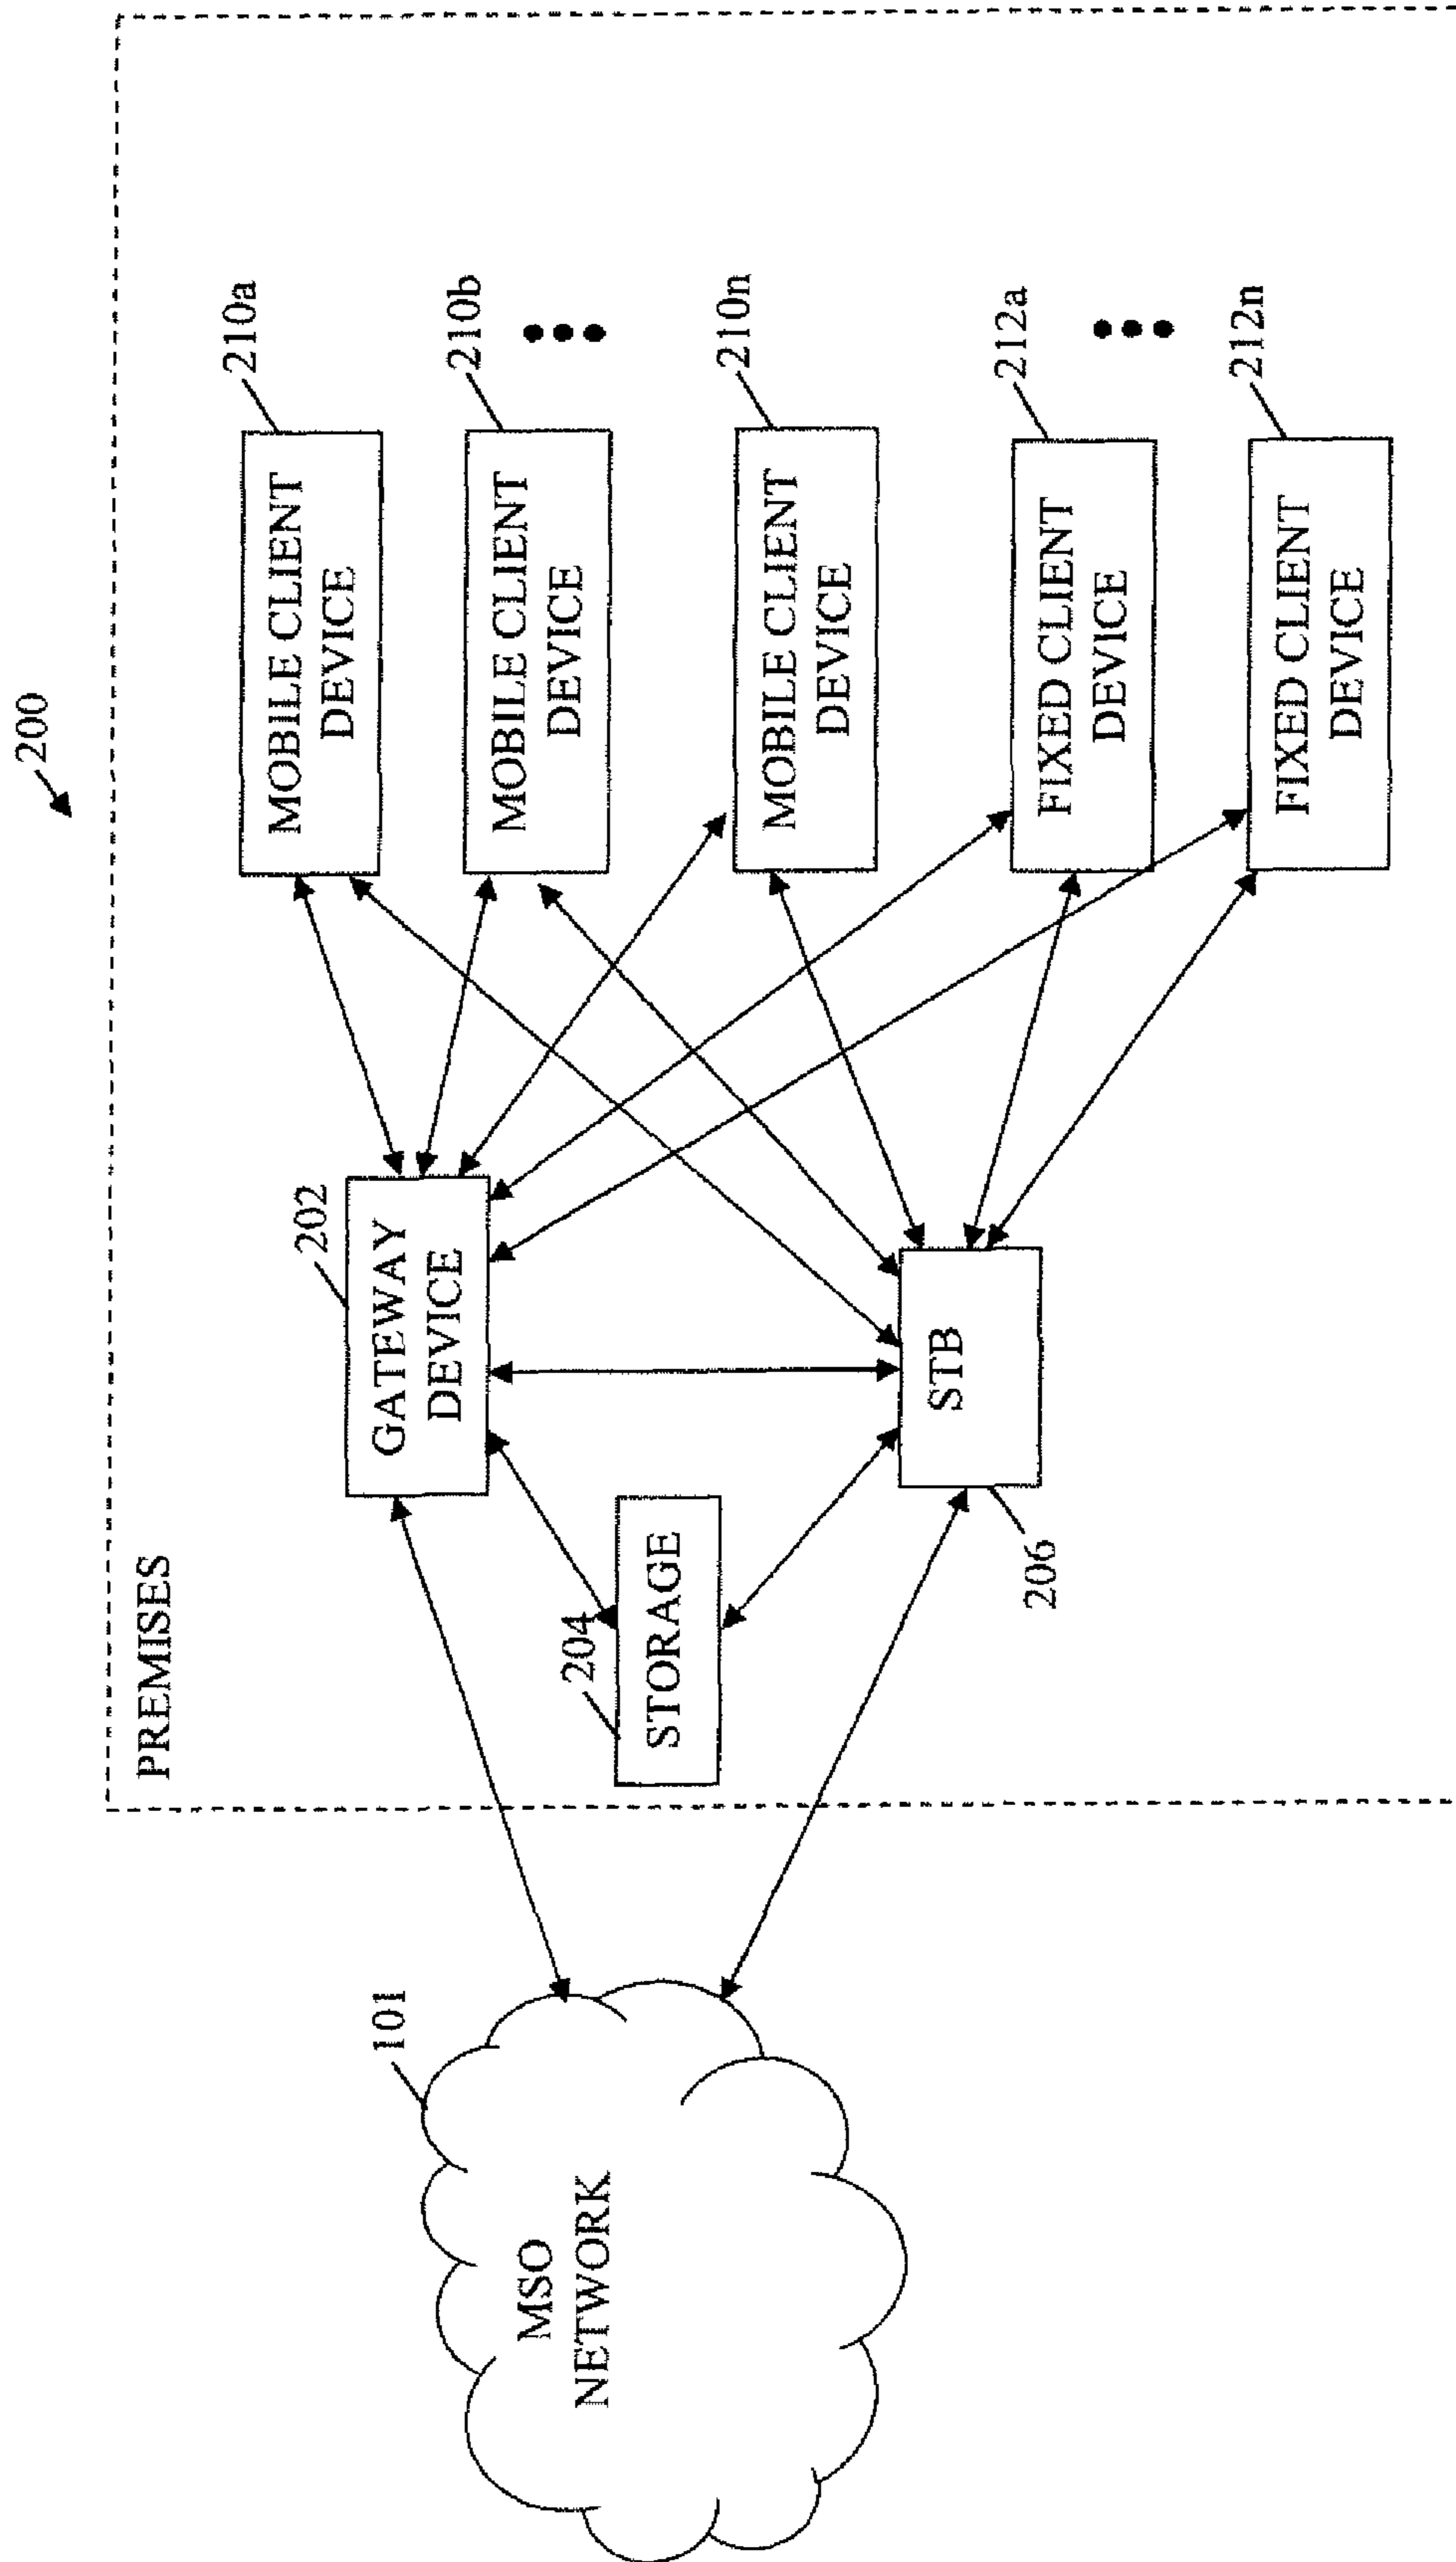 200
PREMISES
202
GATEWAY
DEVICE
210a
MOBILE CLIENT
DEVICE
210b
MOBILE CLIENT
DEVICE
210n
MOBILE CLIENT
DEVICE
212a
FIXED CLIENT
DEVICE
212n
FIXED CLIENT
DEVICE
204
STORAGE
STB
206
101
MSO
NETWORK